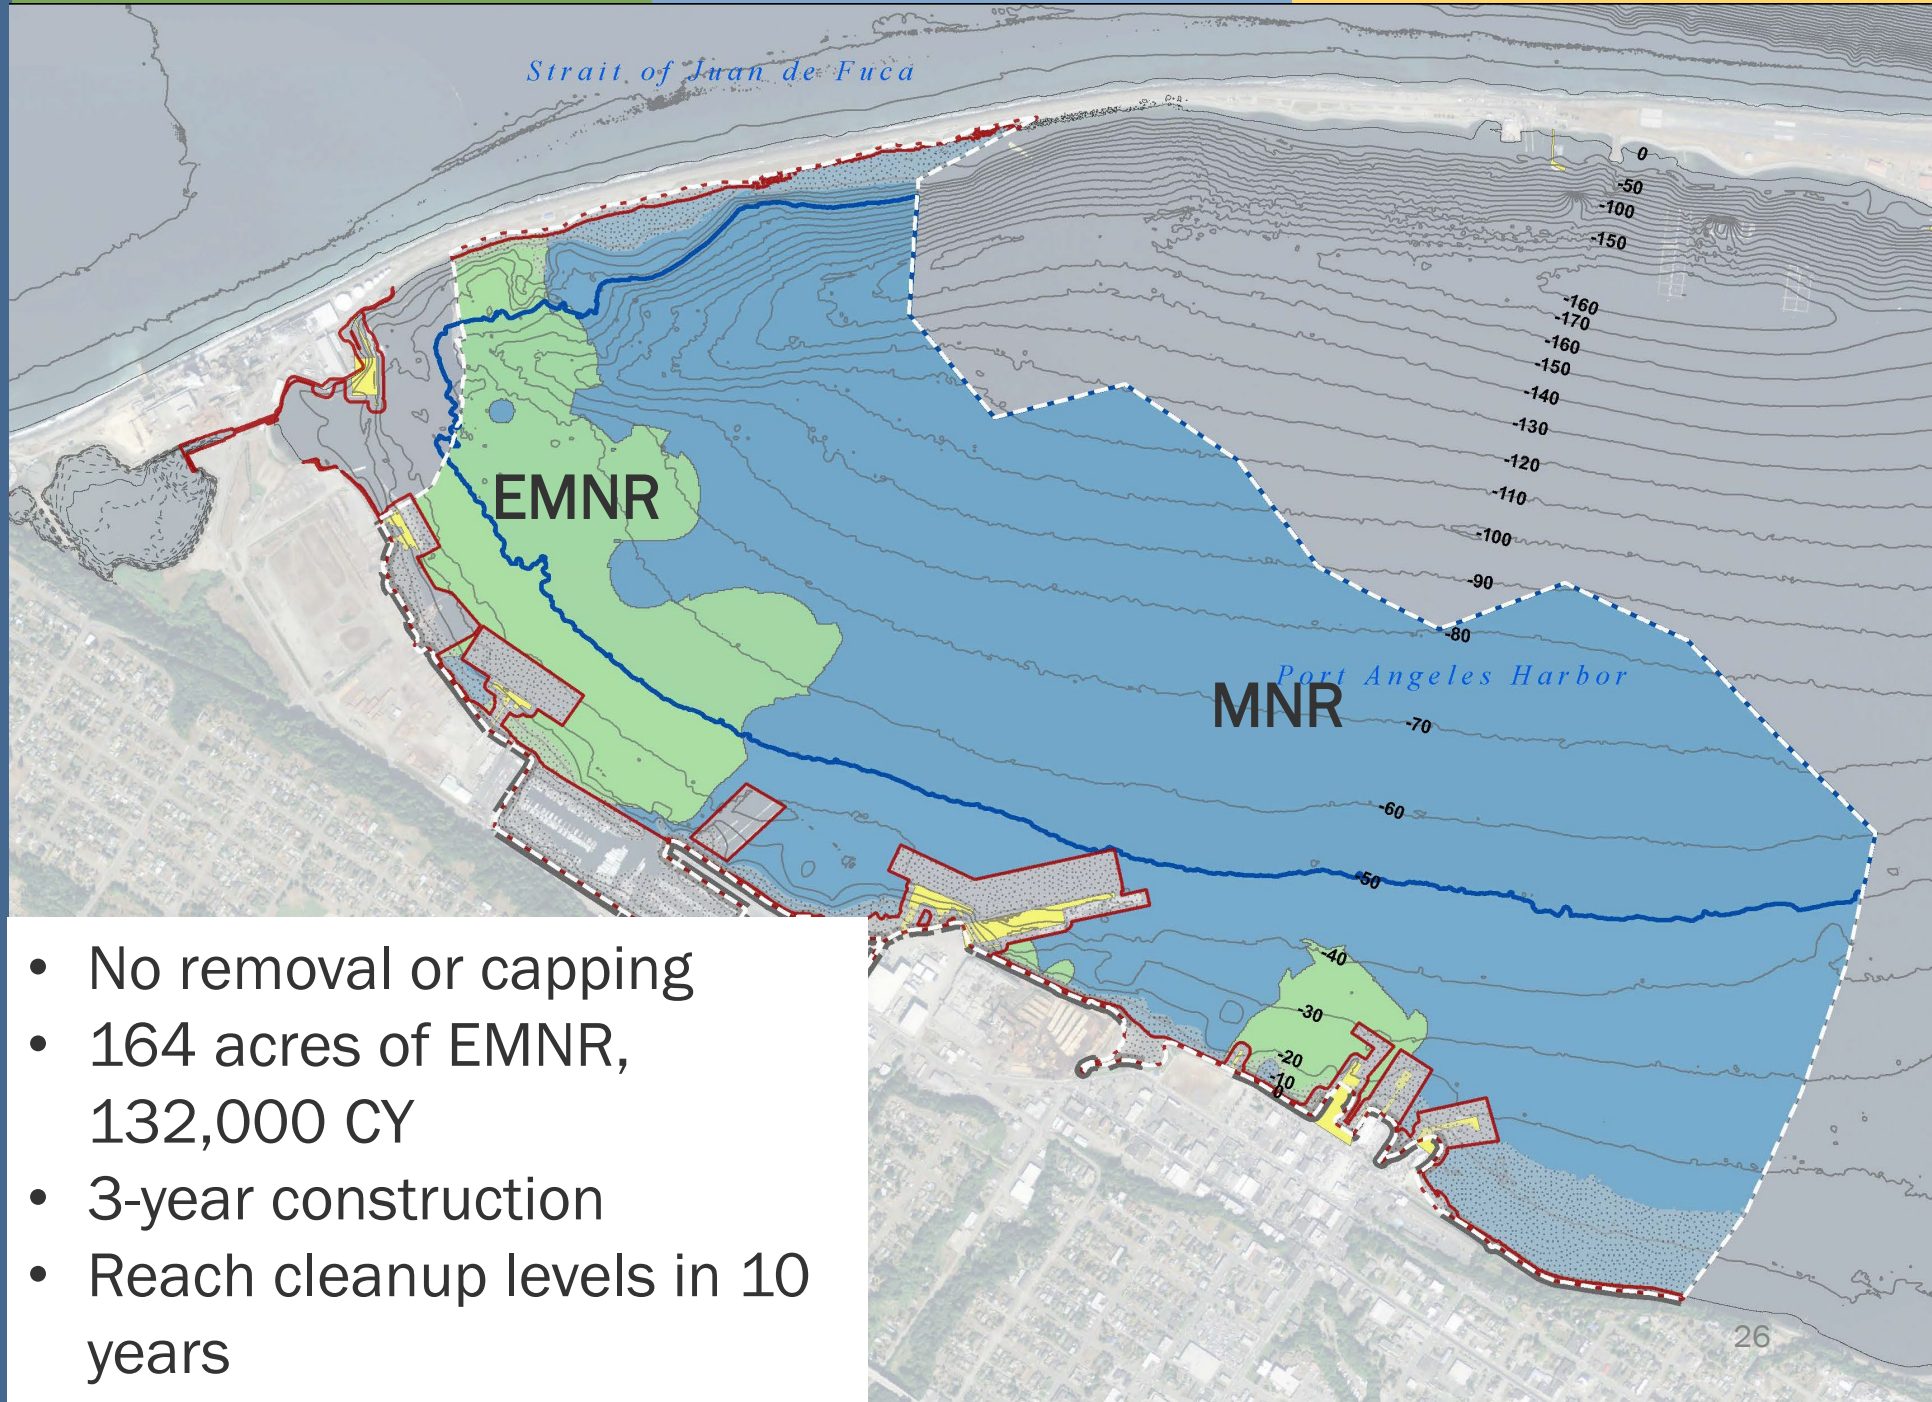 Strait of Juan de Fuca
0
-50
-100
-150
-160
-170
-160
-150
-140
-130
-120
-110
-100
-90
-80
EMNR
Port Angeles Harbor
MNR
-70
-60
-50
-40
-30
-20
-10
0
• No removal or capping
• 164 acres of EMNR,
132,000 CY
• 3-year construction
• Reach cleanup levels in 10
years
26